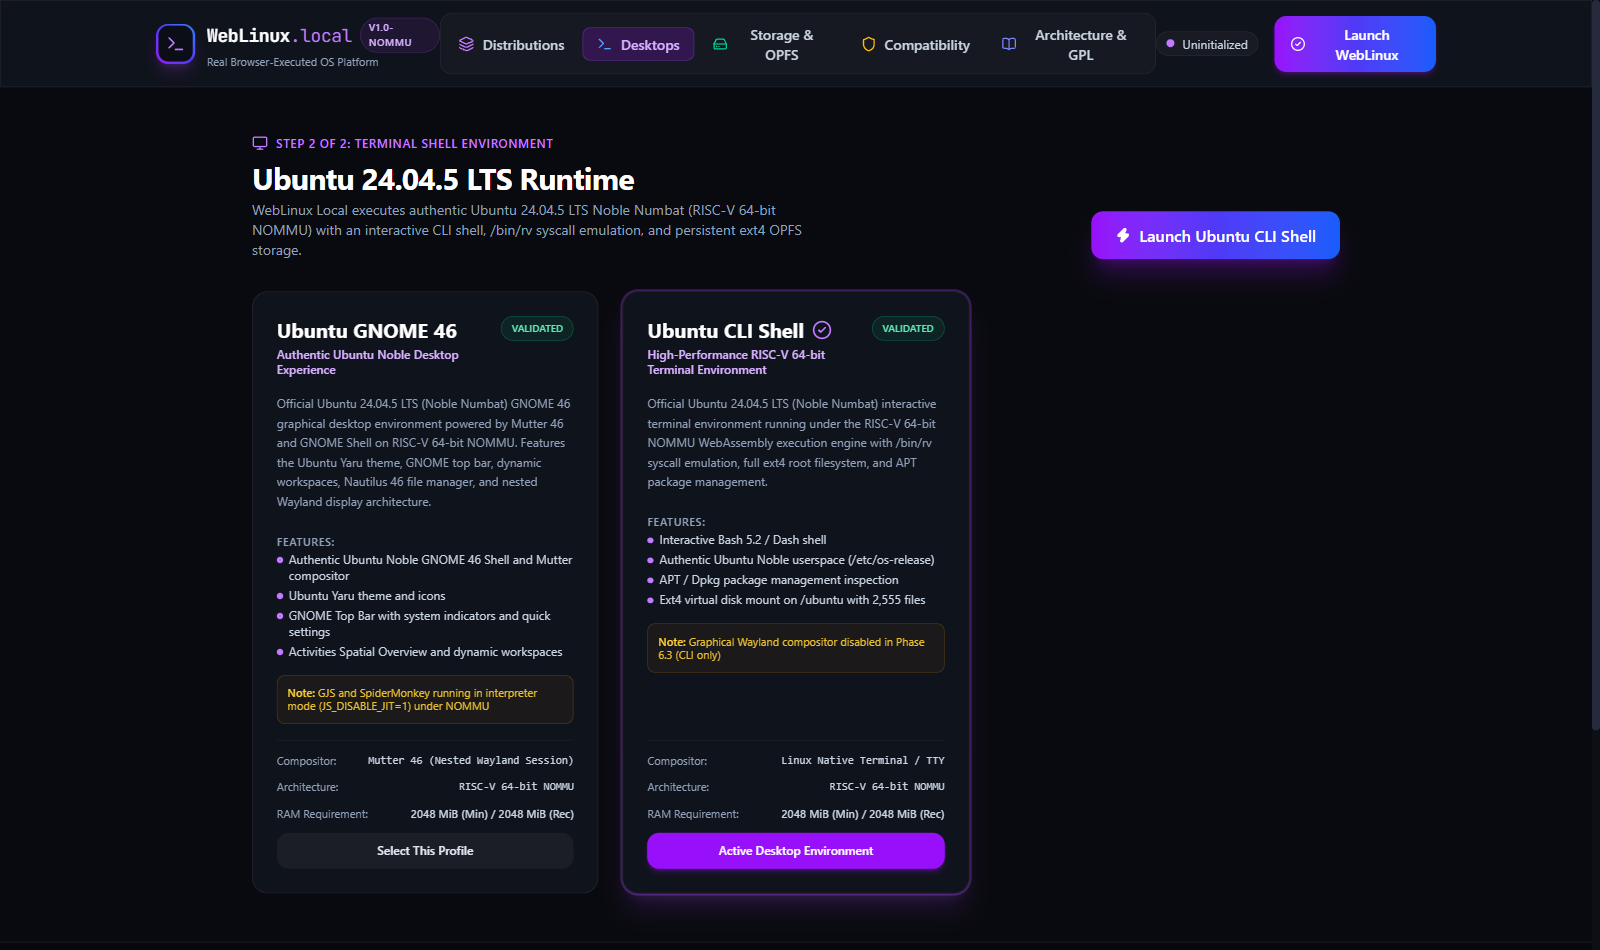 WebLinux.local
V1.0-
NOMMU
Real Browser-Executed OS Platform
Distributions
Desktops
Storage &
OPFS
Compatibility
Architecture &
GPL
Uninitialized
Launch
WebLinux
STEP 2 OF 2: TERMINAL SHELL ENVIRONMENT
Ubuntu 24.04.5 LTS Runtime
WebLinux Local executes authentic Ubuntu 24.04.5 LTS Noble Numbat (RISC-V 64-bit
NOMMU) with an interactive CLI shell, /bin/rv syscall emulation, and persistent ext4 OPFS
storage.
Launch Ubuntu CLI Shell
Ubuntu GNOME 46
VALIDATED
Authentic Ubuntu Noble Desktop
Experience
Official Ubuntu 24.04.5 LTS (Noble Numbat) GNOME 46
graphical desktop environment powered by Mutter 46
and GNOME Shell on RISC-V 64-bit NOMMU. Features
the Ubuntu Yaru theme, GNOME top bar, dynamic
workspaces, Nautilus 46 file manager, and nested
Wayland display architecture.
FEATURES:
Authentic Ubuntu Noble GNOME 46 Shell and Mutter
compositor
Ubuntu Yaru theme and icons
GNOME Top Bar with system indicators and quick
settings
Activities Spatial Overview and dynamic workspaces
Note: GJS and SpiderMonkey running in interpreter
mode (JS_DISABLE_JIT=1) under NOMMU
Compositor: Mutter 46 (Nested Wayland Session)
Architecture: RISC-V 64-bit NOMMU
RAM Requirement: 2048 MiB (Min) / 2048 MiB (Rec)
Select This Profile
Ubuntu CLI Shell
VALIDATED
High-Performance RISC-V 64-bit
Terminal Environment
Official Ubuntu 24.04.5 LTS (Noble Numbat) interactive
terminal environment running under the RISC-V 64-bit
NOMMU WebAssembly execution engine with /bin/rv
syscall emulation, full ext4 root filesystem, and APT
package management.
FEATURES:
Interactive Bash 5.2 / Dash shell
Authentic Ubuntu Noble userspace (/etc/os-release)
APT / Dpkg package management inspection
Ext4 virtual disk mount on /ubuntu with 2,555 files
Note: Graphical Wayland compositor disabled in Phase
6.3 (CLI only)
Compositor: Linux Native Terminal / TTY
Architecture: RISC-V 64-bit NOMMU
RAM Requirement: 2048 MiB (Min) / 2048 MiB (Rec)
Active Desktop Environment